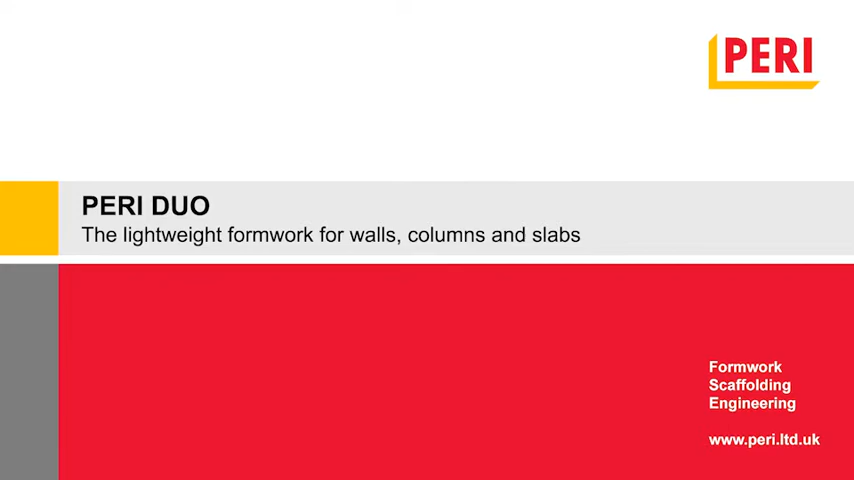 PERI
PERI DUO
The lightweight formwork for walls, columns and slabs
Formwork
Scaffolding
Engineering
www.peri.ltd.uk